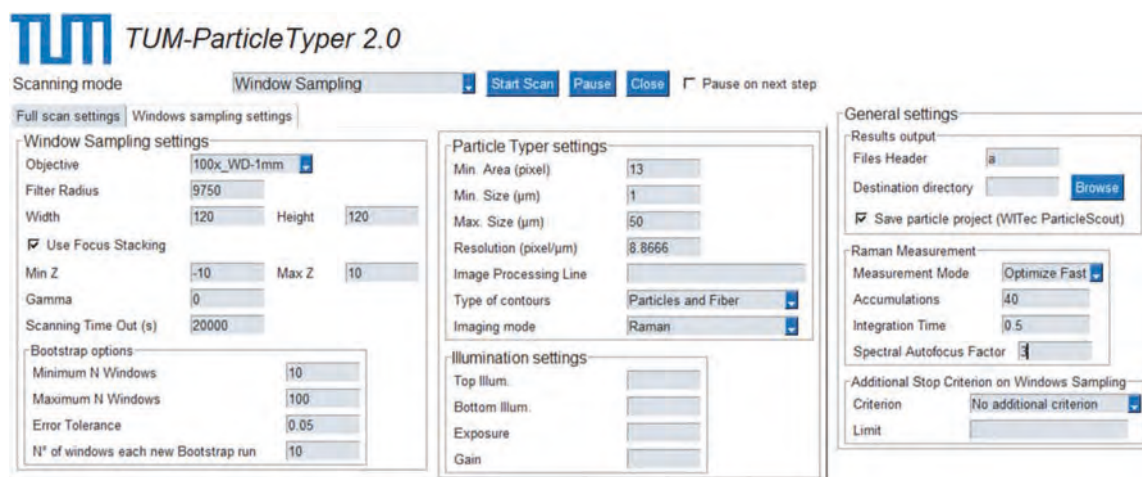 TUM TUM-ParticleTyper 2.0
Scanning mode Window Sampling Start Scan Pause Close Pause on next step
Full scan settings Windows sampling settings
Window Sampling settings
Objective 100x_WD-1mm
Filter Radius 9750
Width 120 Height 120
Use Focus Stacking
Min Z -10 Max Z 10
Gamma 0
Scanning Time Out (s) 20000
Bootstrap options
Minimum N Windows 10
Maximum N Windows 100
Error Tolerance 0.05
N° of windows each new Bootstrap run 10
Particle Typer settings
Min. Area (pixel) 13
Min. Size (µm) 1
Max. Size (µm) 50
Resolution (pixel/µm) 8.8666
Image Processing Line
Type of contours Particles and Fiber
Imaging mode Raman
Illumination settings
Top Illum.
Bottom Illum.
Exposure
Gain
General settings
Results output
Files Header a
Destination directory Browse
Save particle project (WITec ParticleScout)
Raman Measurement
Measurement Mode Optimize Fast
Accumulations 40
Integration Time 0.5
Spectral Autofocus Factor 3
Additional Stop Criterion on Windows Sampling
Criterion No additional criterion
Limit